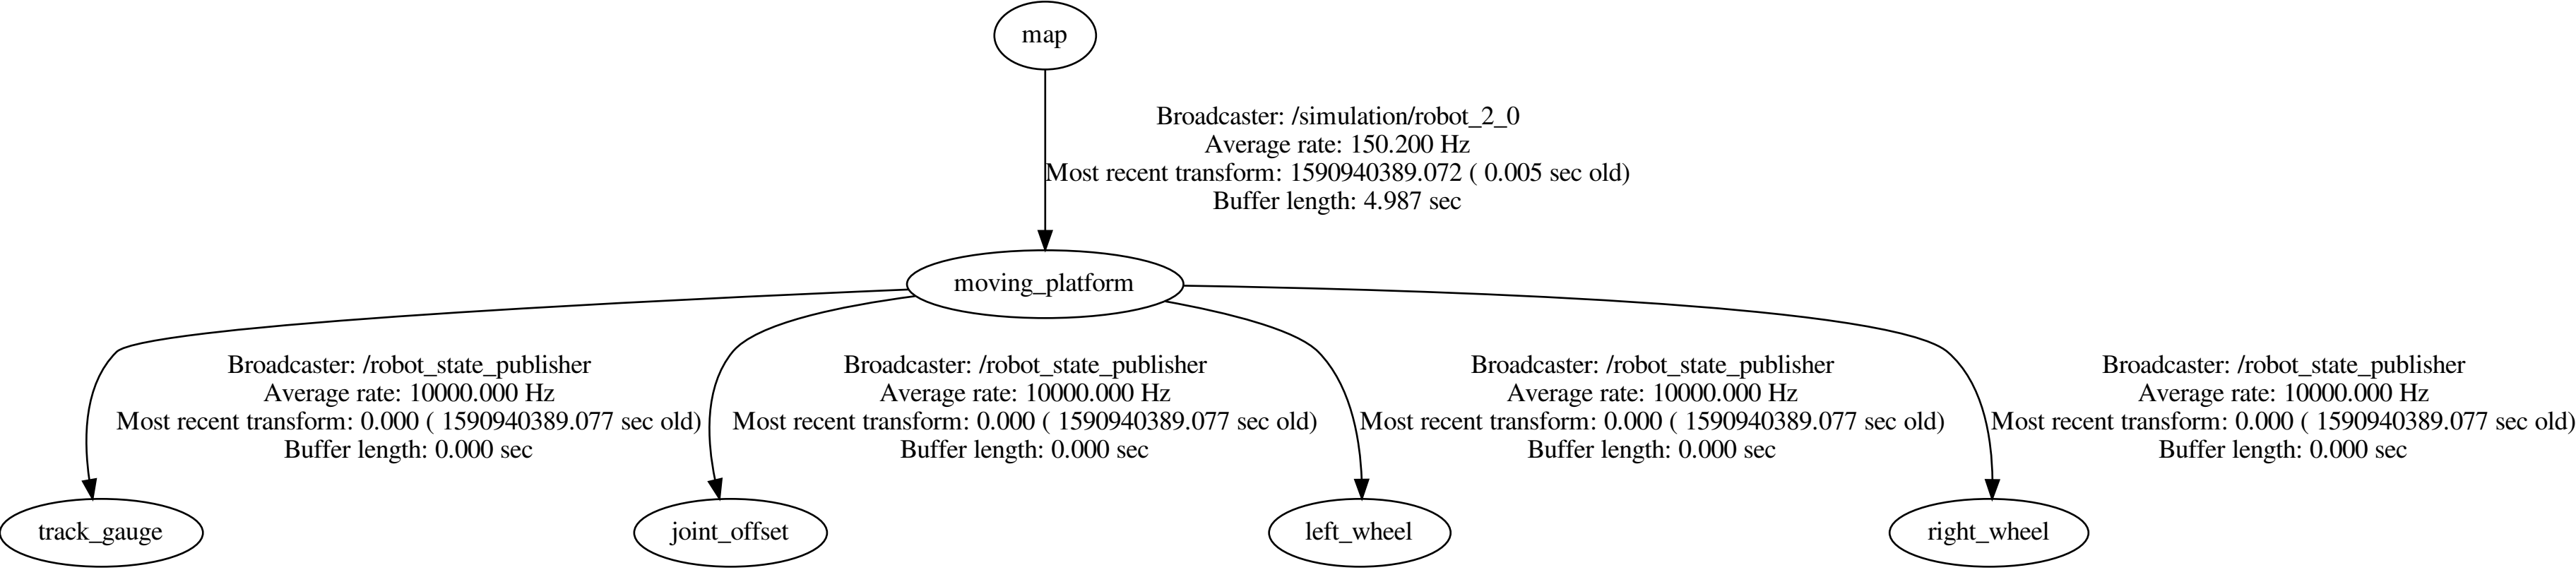 map
Broadcaster: /simulation/robot_2_0
Average rate: 150.200 Hz
Most recent transform: 1590940389.072 ( 0.005 sec old)
Buffer length: 4.987 sec
moving_platform
Broadcaster: /robot_state_publisher
Average rate: 10000.000 Hz
Most recent transform: 0.000 ( 1590940389.077 sec old)
Buffer length: 0.000 sec
Broadcaster: /robot_state_publisher
Average rate: 10000.000 Hz
Most recent transform: 0.000 ( 1590940389.077 sec old)
Buffer length: 0.000 sec
Broadcaster: /robot_state_publisher
Average rate: 10000.000 Hz
Most recent transform: 0.000 ( 1590940389.077 sec old)
Buffer length: 0.000 sec
Broadcaster: /robot_state_publisher
Average rate: 10000.000 Hz
Most recent transform: 0.000 ( 1590940389.077 sec old)
Buffer length: 0.000 sec
track_gauge
joint_offset
left_wheel
right_wheel